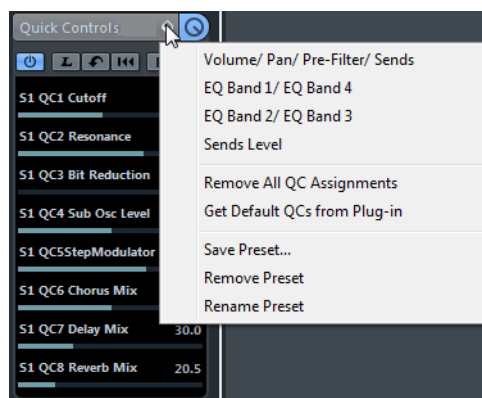 Quick Controls
Volume/ Pan/ Pre-Filter/ Sends
EQ Band 1/ EQ Band 4
EQ Band 2/ EQ Band 3
Sends Level
Remove All QC Assignments
Get Default QCs from Plug-in
Save Preset...
Remove Preset
Rename Preset
L
S1 QC1 Cutoff
S1 QC2 Resonance
S1 QC3 Bit Reduction
S1 QC4 Sub Osc Level
S1 QC5StepModulator
S1 QC6 Chorus Mix
S1 QC7 Delay Mix 30.0
S1 QC8 Reverb Mix 20.5